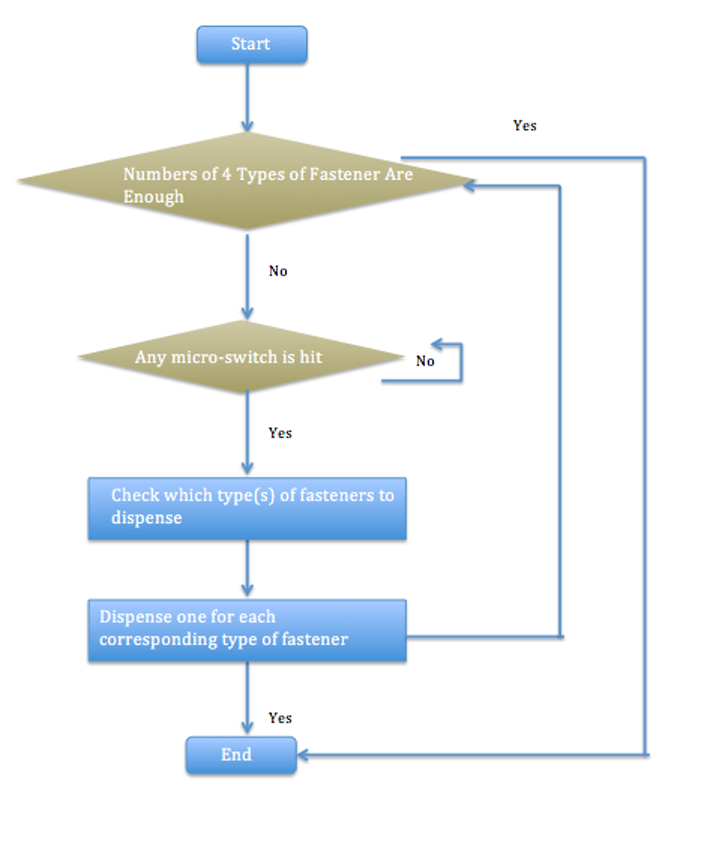 Start
Yes
Numbers of 4 Types of Fastener Are
Enough
No
Any micro-switch is hit
No
Yes
Check which type(s) of fasteners to
dispense
Dispense one for each
corresponding type of fastener
Yes
End